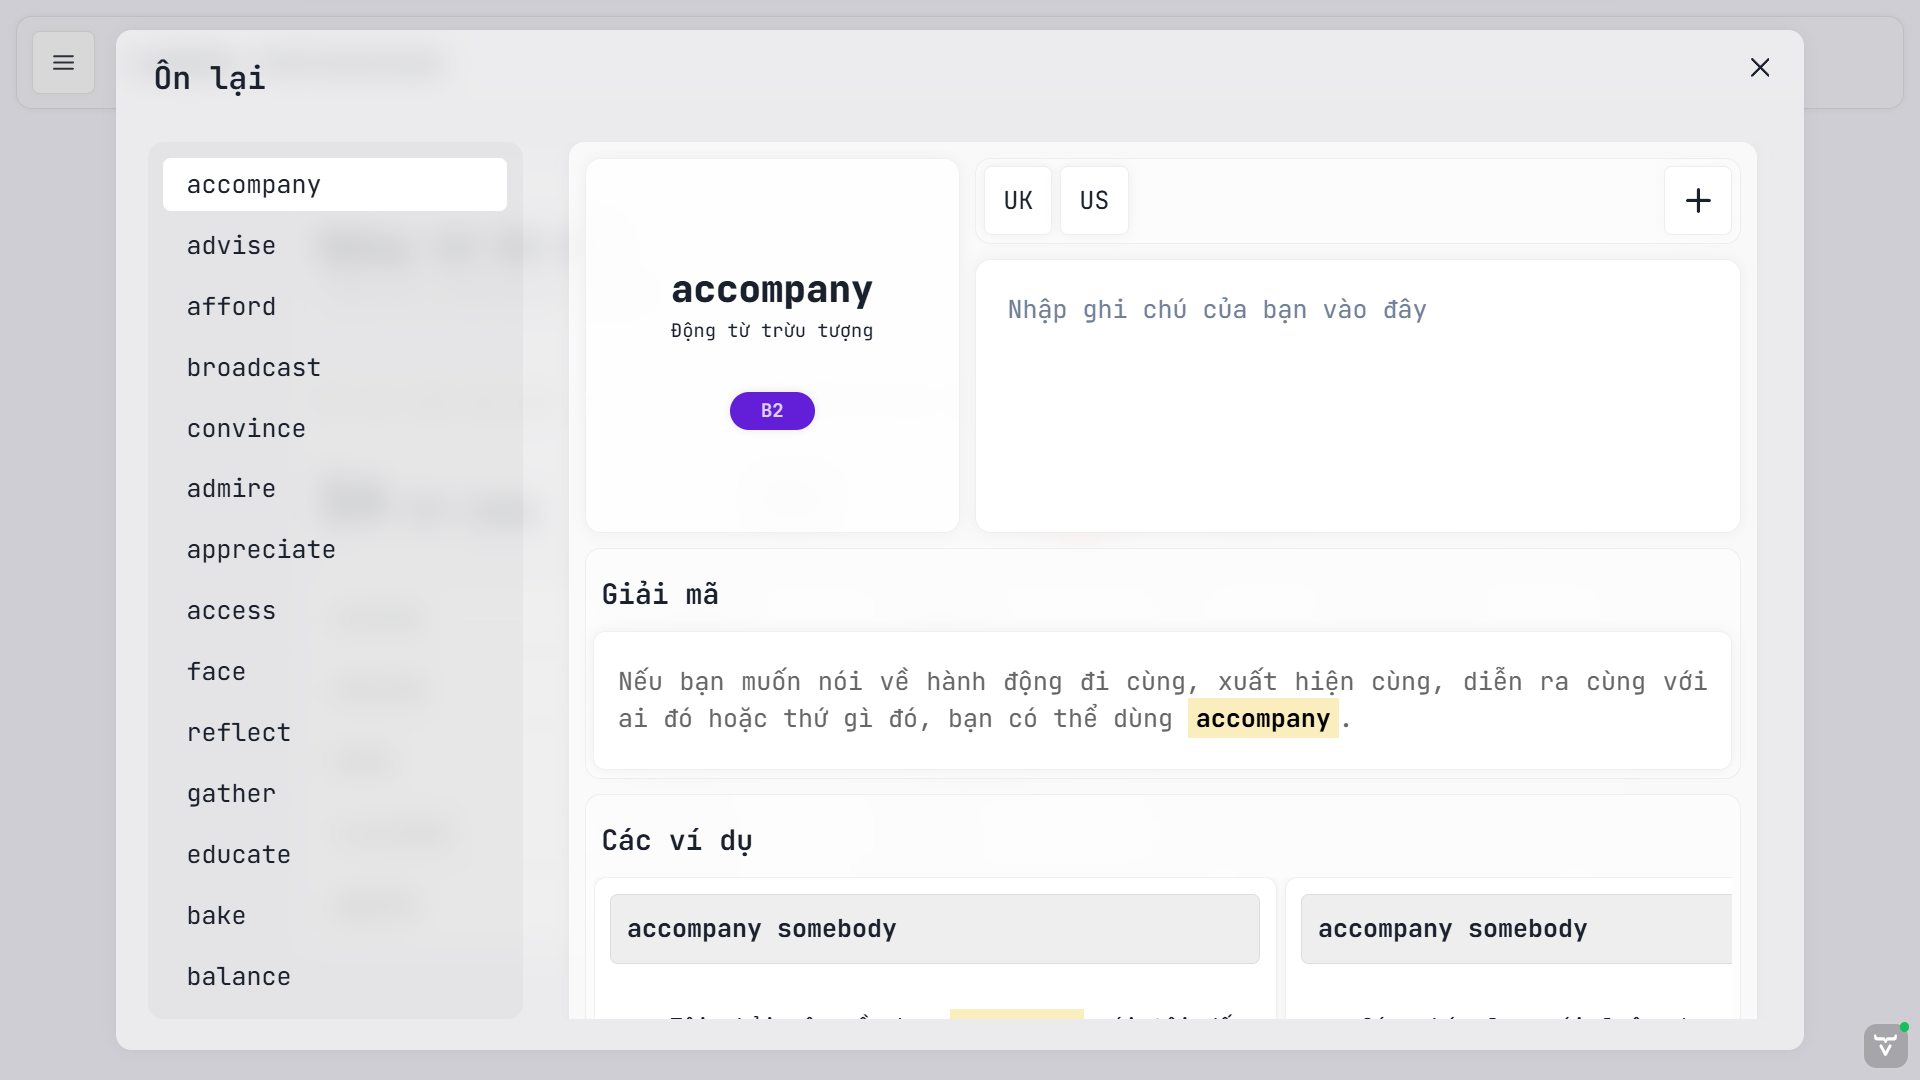 Ôn lại
accompany
advise
afford
broadcast
convince
admire
appreciate
access
face
reflect
gather
educate
bake
balance
accompany
Động từ trừu tượng
B2
UK
US
Nhập ghi chú của bạn vào đây
Giải mã
Nếu bạn muốn nói về hành động đi cùng, xuất hiện cùng, diễn ra cùng với
ai đó hoặc thứ gì đó, bạn có thể dùng accompany.
Các ví dụ
accompany somebody
accompany somebody